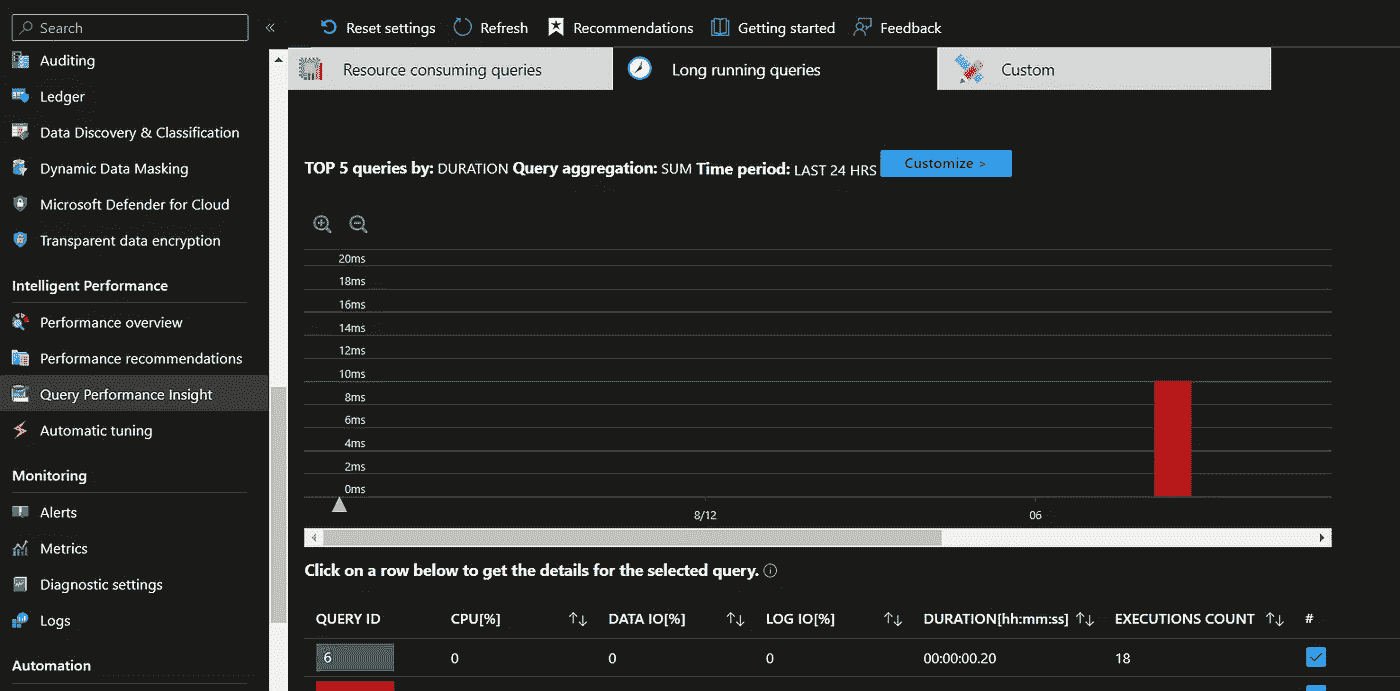 Search
«
Auditing
Ledger
Data Discovery & Classification
Dynamic Data Masking
Microsoft Defender for Cloud
Transparent data encryption
Intelligent Performance
Performance overview
Performance recommendations
Query Performance Insight
Automatic tuning
Monitoring
Alerts
Metrics
Diagnostic settings
Logs
Automation
Reset settings Refresh Recommendations Getting started Feedback
Resource consuming queries Long running queries Custom
TOP 5 queries by: DURATION Query aggregation: SUM Time period: LAST 24 HRS Customize >
20ms
18ms
16ms
14ms
12ms
10ms
8ms
6ms
4ms
2ms
0ms
8/12 06
Click on a row below to get the details for the selected query.
QUERY ID CPU[%] DATA IO[%] LOG IO[%] DURATION[hh:mm:ss] EXECUTIONS COUNT #
6 0 0 0 00:00:00.20 18